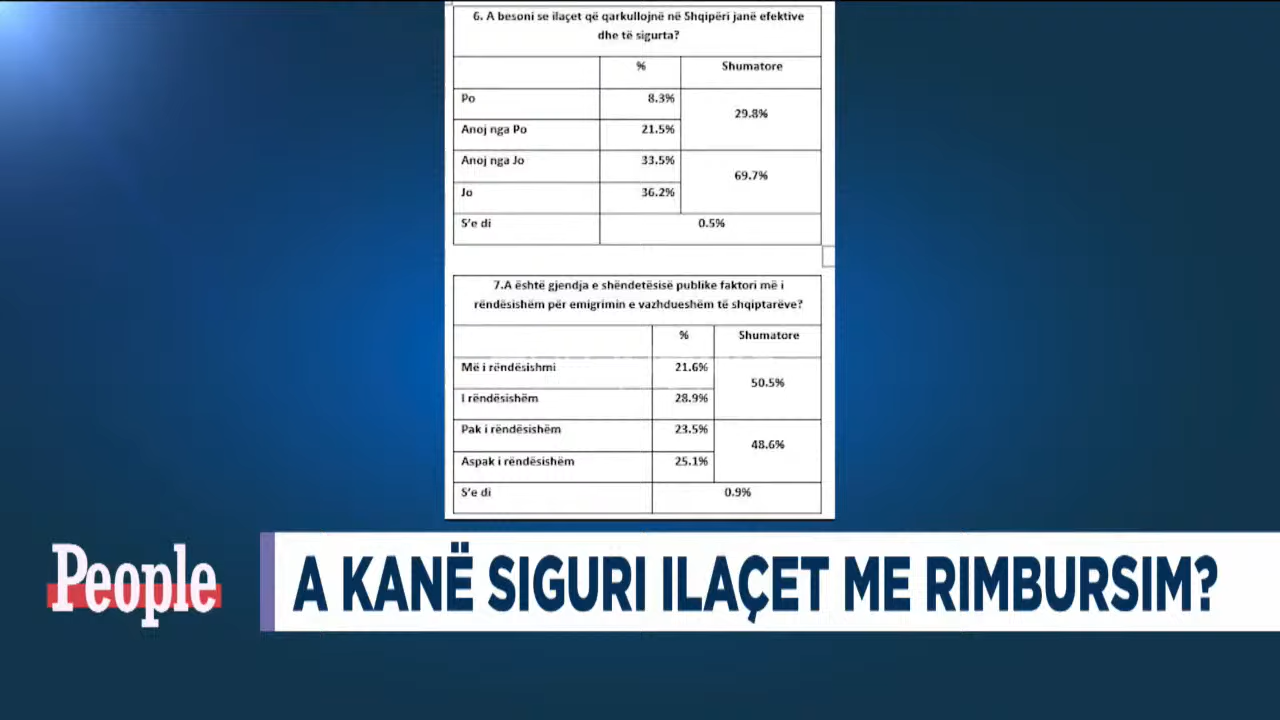 6. A besoni se ilaçet që qarkullojnë në Shqipëri janë efektive
dhe të sigurta?
% Shumatore
Po 8.3%
29.8%
Anoj nga Po 21.5%
Anoj nga Jo 33.5%
69.7%
Jo 36.2%
S'e di 0.5%
7.A është gjendja e shëndetësisë publike faktori më i
rëndësishëm për emigrimin e vazhdueshëm të shqiptarëve?
% Shumatore
Më i rëndësishmi 21.6%
50.5%
I rëndësishëm 28.9%
Pak i rëndësishëm 23.5%
48.6%
Aspak i rëndësishëm 25.1%
S'e di 0.9%
People
A KANË SIGURI ILAÇET ME RIMBURSIM?